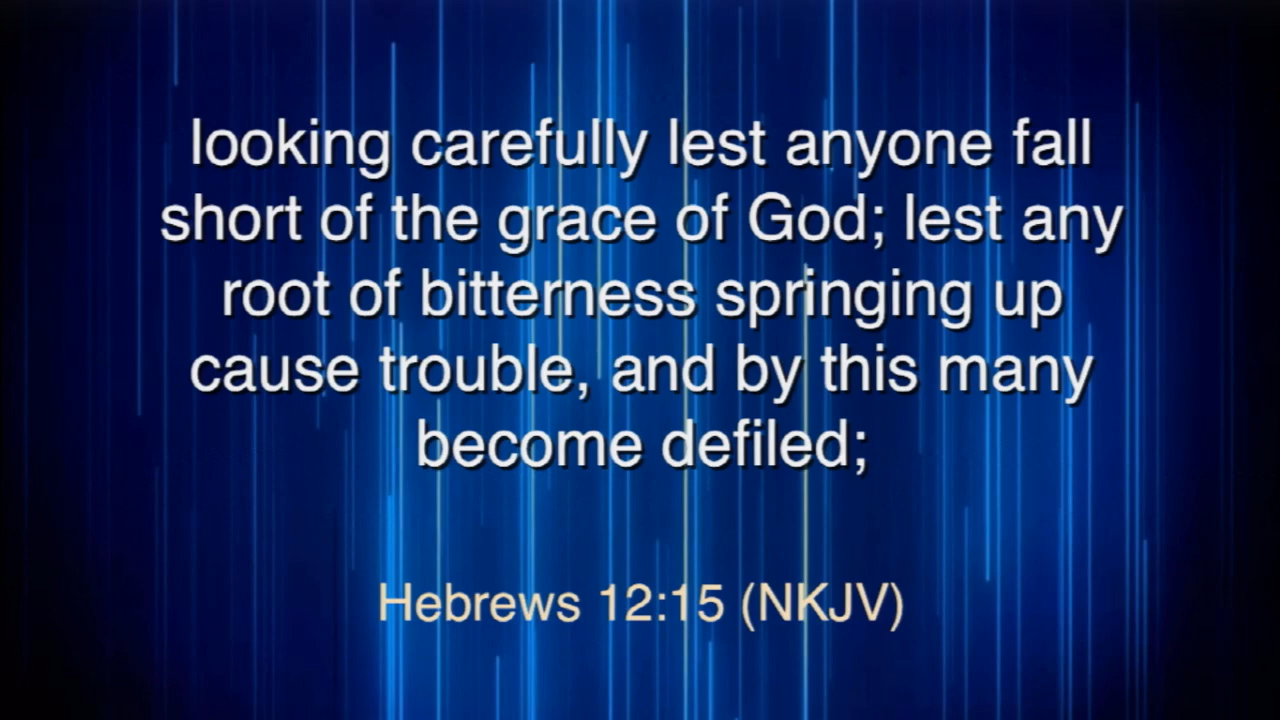 looking carefully lest anyone fall
short of the grace of God; lest any
root of bitterness springing up
cause trouble, and by this many
become defiled;
Hebrews 12:15 (NKJV)